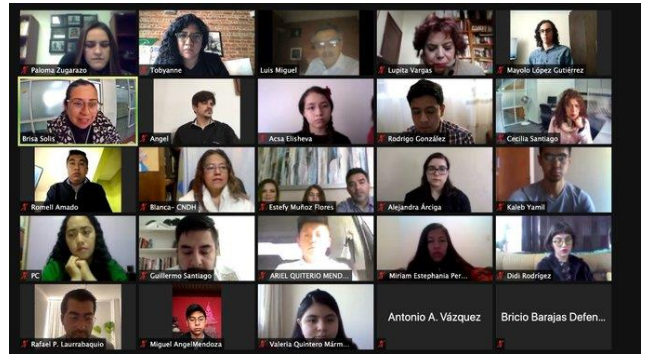 Paloma Zugarazo
Tobyanne
Luis Miguel
Lupita Vargas
Mayolo López Gutiérrez
Brisa Solis
Angel
Acsa Elisheva
Rodrigo González
Cecilia Santiago
Romell Amado
Blanca- CNDH
Estefy Muñoz Flores
Alejandra Árciga
Kaleb Yamil
PC
Guillermo Santiago
ARIEL QUITERIO MEND...
Miriam Estephania Per...
Didi Rodrígez
Rafael P. Laurrabaquio
Miguel AngelMendoza
Valeria Quintero Márm...
Antonio A. Vázquez
Bricio Barajas Defen...